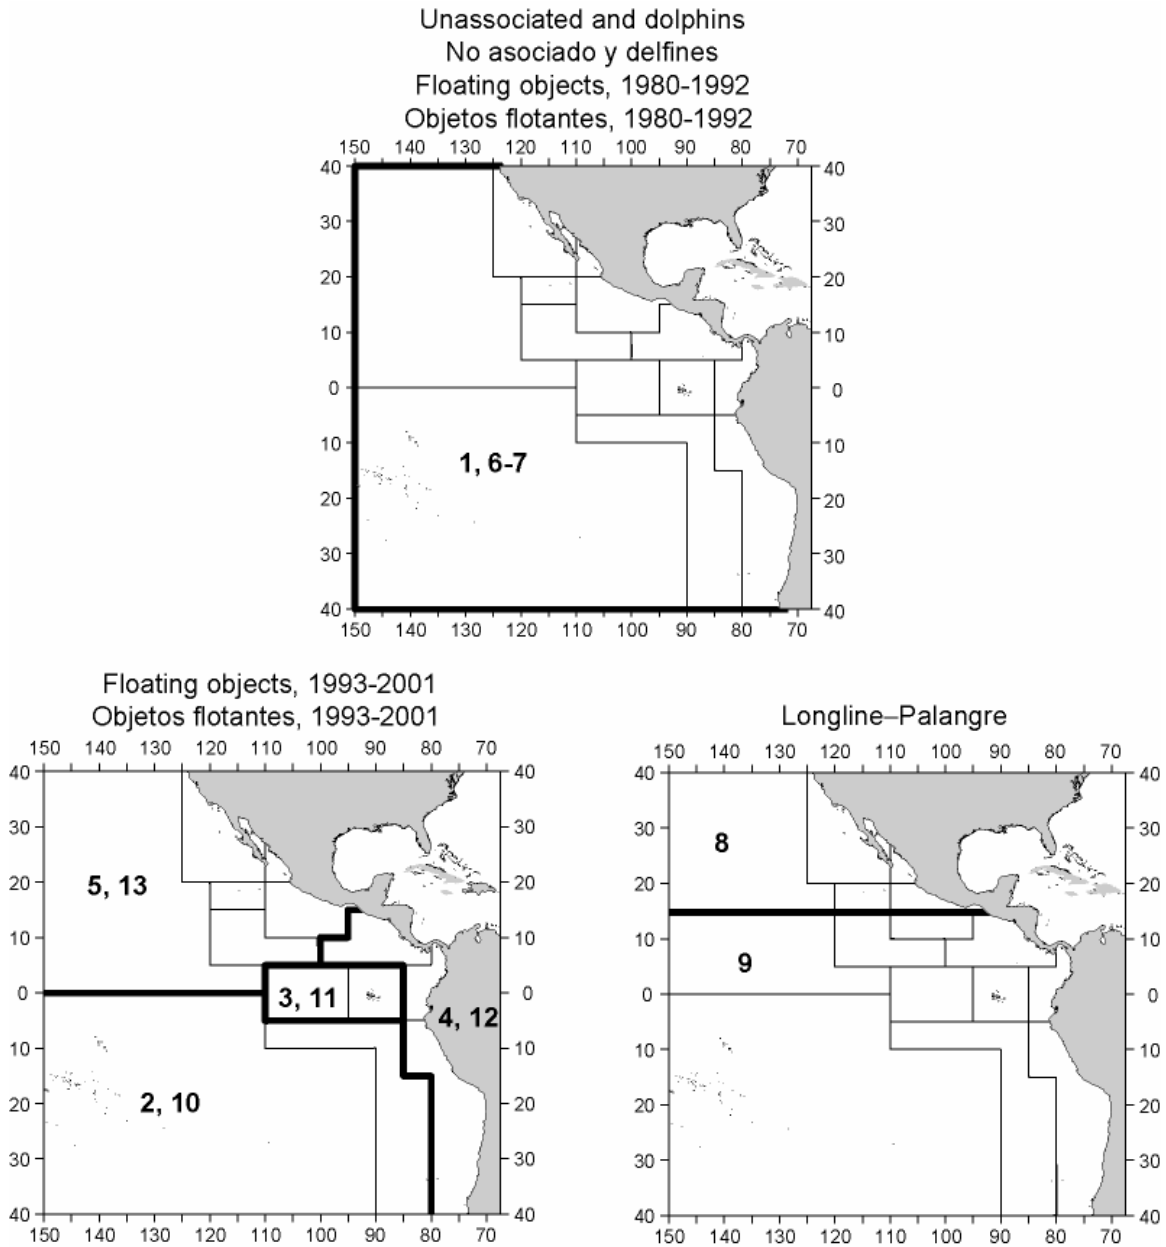 Unassociated and dolphins
No asociado y delfines
Floating objects, 1980-1992
Objetos flotantes, 1980-1992
150 140 130 120 110 100 90 80 70
40 40
30 30
20 20
10 10
0 0
10 10
1, 6-7
20 20
30 30
40 40
150 140 130 120 110 100 90 80 70
Floating objects, 1993-2001
Objetos flotantes, 1993-2001
150 140 130 120 110 100 90 80 70
40 40
30 30
5, 13
20 20
10 10
0 0
3, 11
4, 12
10 10
2, 10
20 20
30 30
40 40
150 140 130 120 110 100 90 80 70
Longline–Palangre
150 140 130 120 110 100 90 80 70
40 40
30 30
8
20 20
10 10
9
0 0
10 10
20 20
30 30
40 40
150 140 130 120 110 100 90 80 70